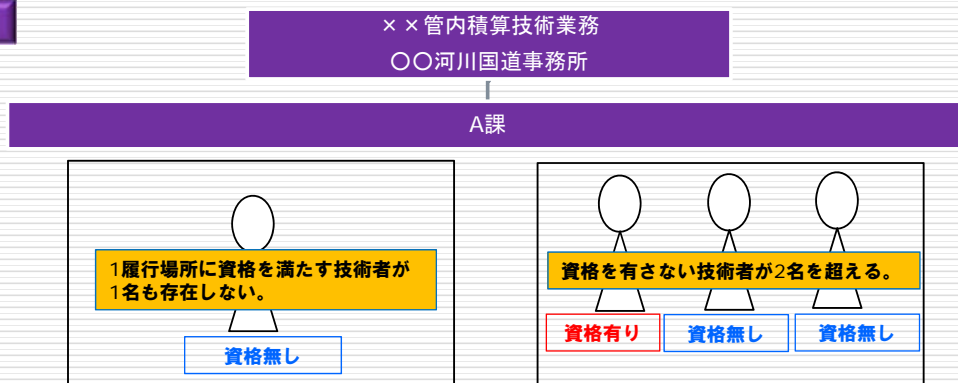 ××管内積算技術業務
〇〇河川国道事務所
A課
1履行場所に資格を満たす技術者が
1名も存在しない。
資格無し
資格を有さない技術者が2名を超える。
資格有り
資格無し
資格無し